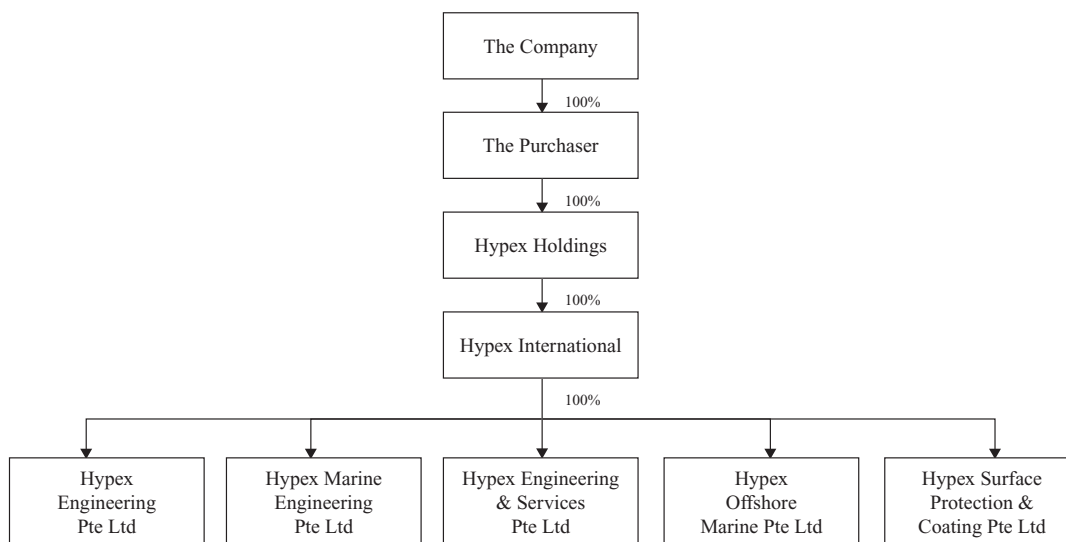 The Company
100%
The Purchaser
100%
Hypex Holdings
100%
Hypex International
100%
Hypex
Engineering
Pte Ltd
Hypex Marine
Engineering
Pte Ltd
Hypex Engineering
& Services
Pte Ltd
Hypex
Offshore
Marine Pte Ltd
Hypex Surface
Protection &
Coating Pte Ltd